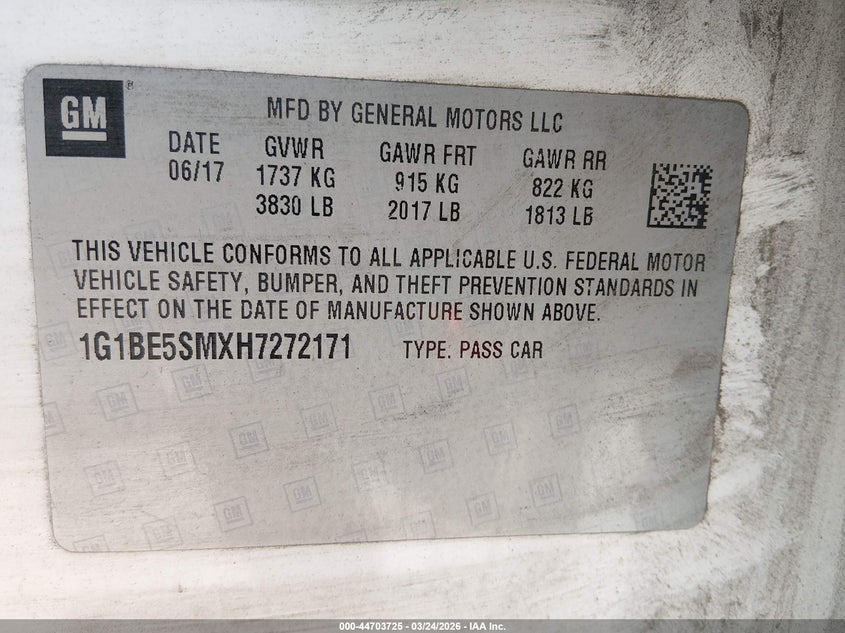 GM
MFD BY GENERAL MOTORS LLC
DATE GVWR GAWR FRT GAWR RR
06/17 1737 KG 915 KG 822 KG
3830 LB 2017 LB 1813 LB
THIS VEHICLE CONFORMS TO ALL APPLICABLE U.S. FEDERAL MOTOR
VEHICLE SAFETY, BUMPER, AND THEFT PREVENTION STANDARDS IN
EFFECT ON THE DATE OF MANUFACTURE SHOWN ABOVE.
1G1BE5SMXH7272171 TYPE: PASS CAR
000-44703725 - 03/24/2026 - IAA Inc.